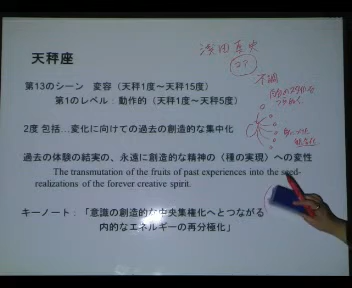 天秤座
浅田真央
第13のシーン　変容（天秤1度〜天秤15度）
第1のレベル：動作的（天秤1度〜天秤5度）
2度 包括…変化に向けての過去の創造的な集中化
過去の体験の結実の、永遠に創造的な精神の（種の実現）への変性
The transmutation of the fruits of past experiences into the seed-
realizations of the forever creative spirit.
キーノート：「意識の創造的な中央集権化へとつながる
内的なエネルギーの再分極化」